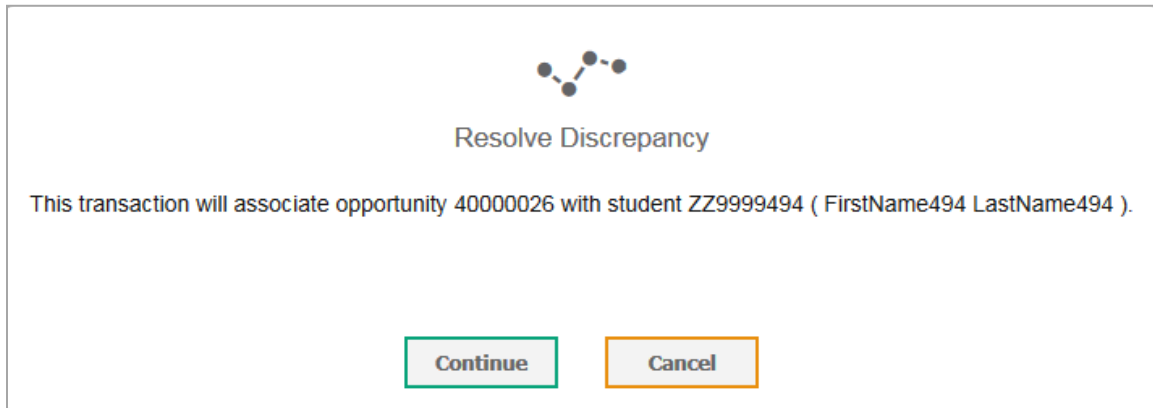 Resolve Discrepancy
This transaction will associate opportunity 40000026 with student ZZ9999494 ( FirstName494 LastName494 ).
Continue
Cancel